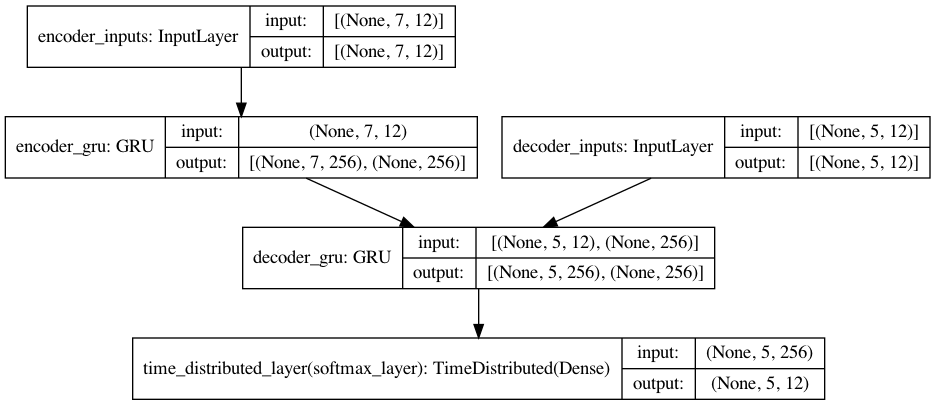 encoder_inputs: InputLayer
input: [(None, 7, 12)]
output: [(None, 7, 12)]
encoder_gru: GRU
input: (None, 7, 12)
output: [(None, 7, 256), (None, 256)]
decoder_inputs: InputLayer
input: [(None, 5, 12)]
output: [(None, 5, 12)]
decoder_gru: GRU
input: [(None, 5, 12), (None, 256)]
output: [(None, 5, 256), (None, 256)]
time_distributed_layer(softmax_layer): TimeDistributed(Dense)
input: (None, 5, 256)
output: (None, 5, 12)